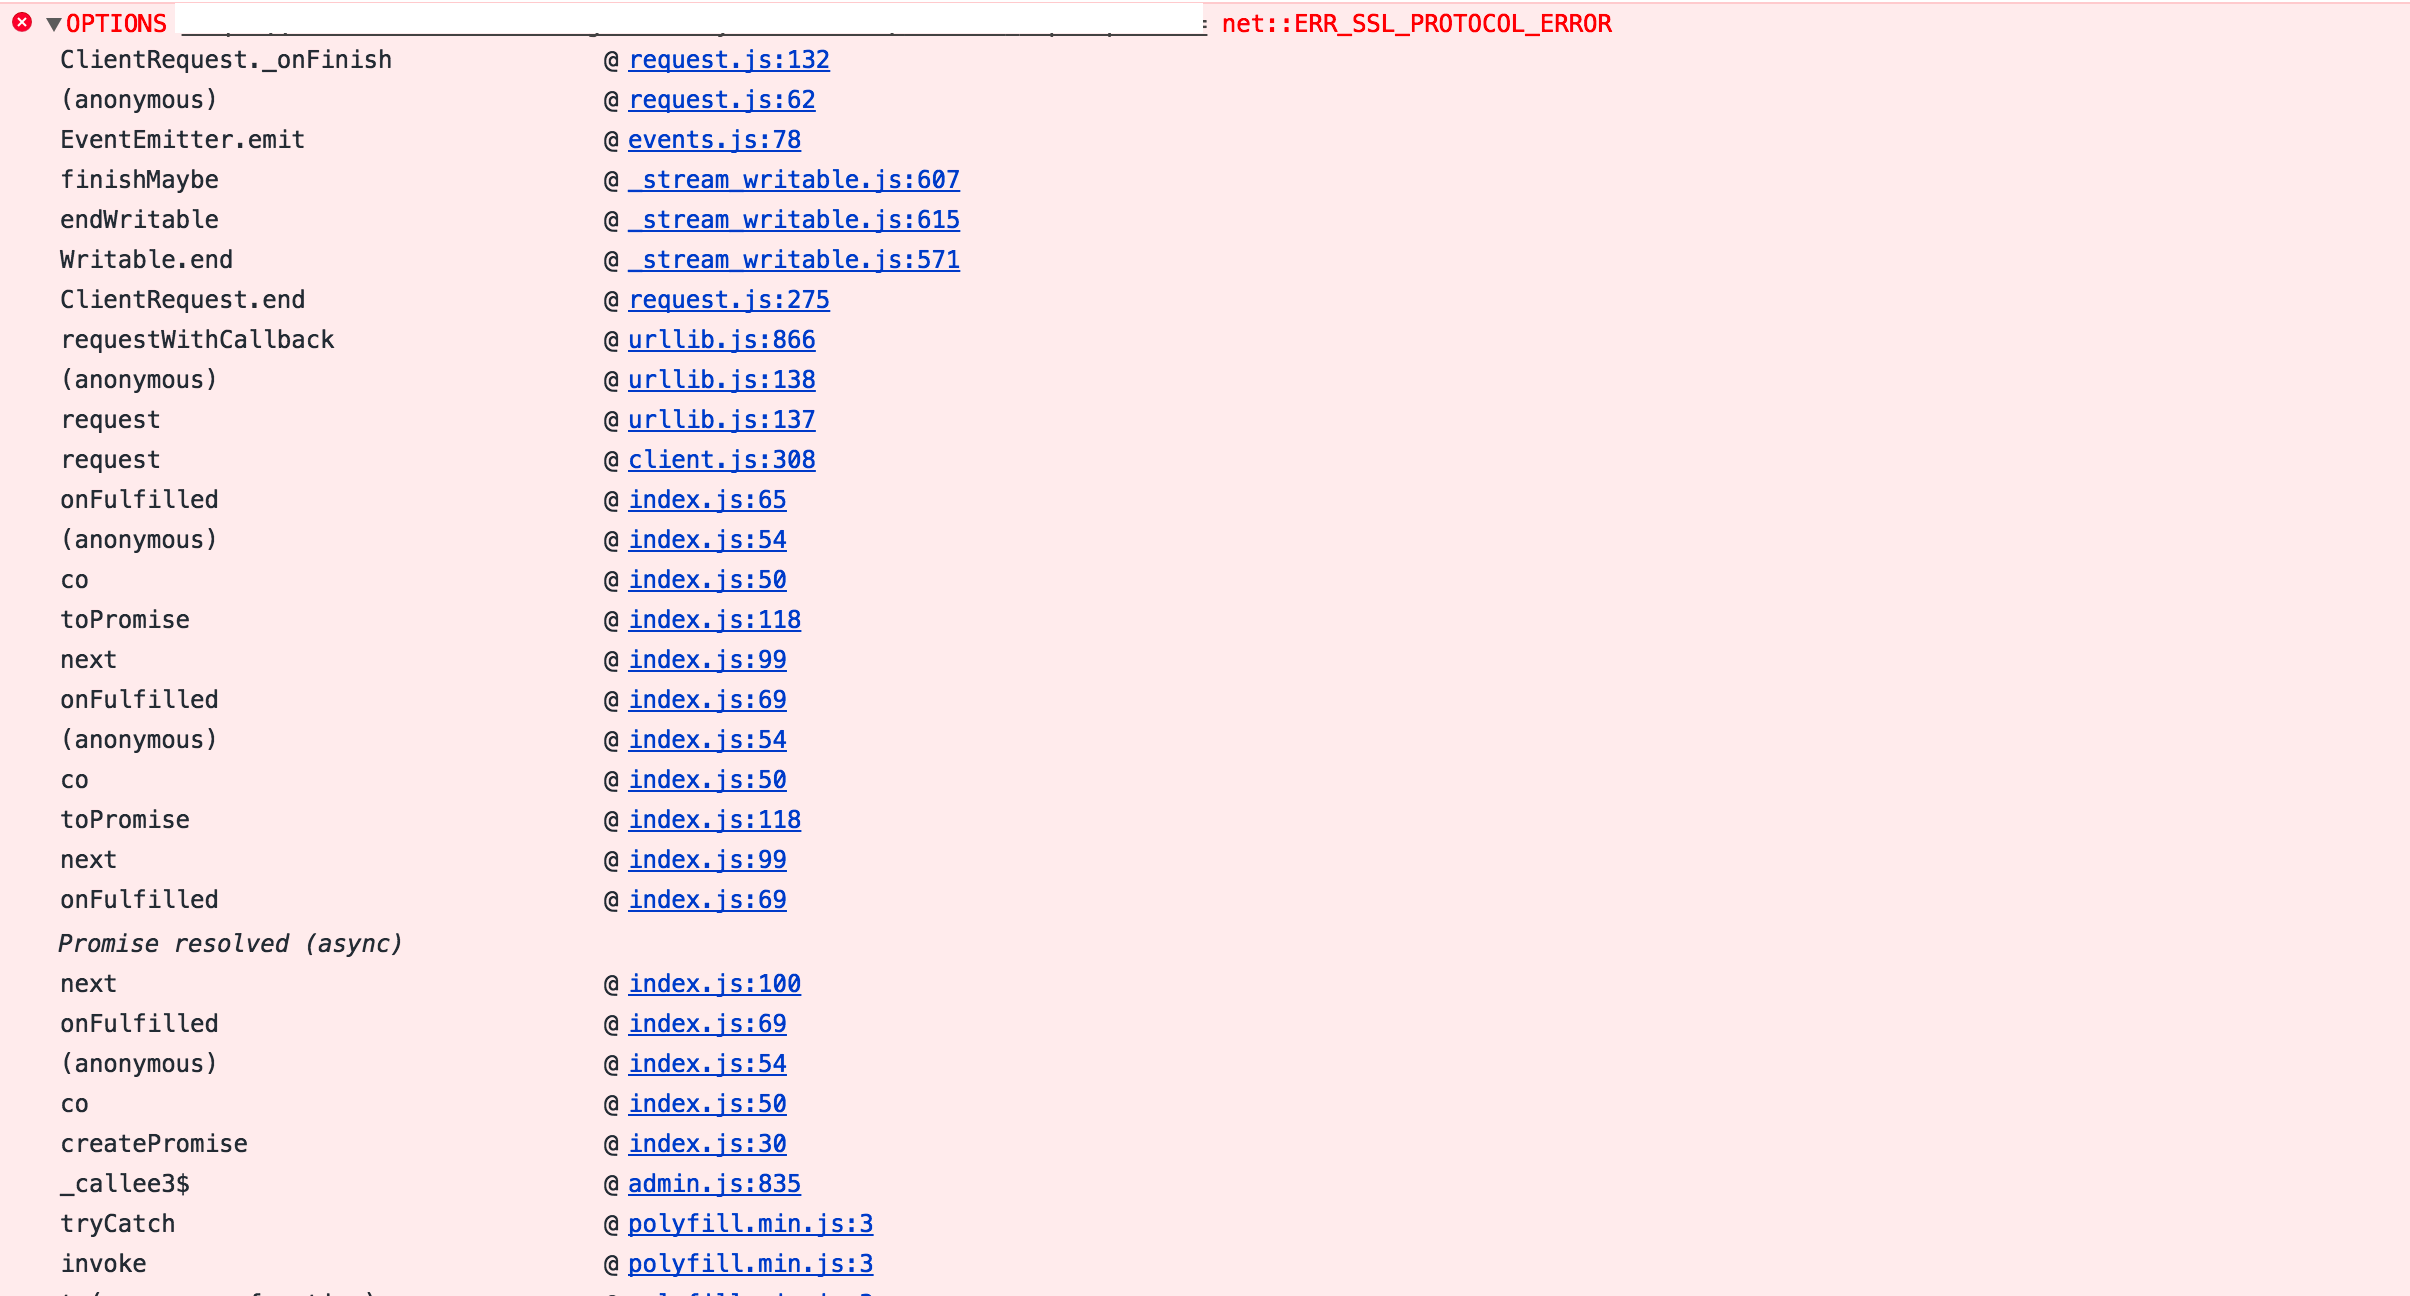 OPTIONS net::ERR_SSL_PROTOCOL_ERROR
ClientRequest._onFinish @ request.js:132
(anonymous) @ request.js:62
EventEmitter.emit @ events.js:78
finishMaybe @ _stream_writable.js:607
endWritable @ _stream_writable.js:615
Writable.end @ _stream_writable.js:571
ClientRequest.end @ request.js:275
requestWithCallback @ urllib.js:866
(anonymous) @ urllib.js:138
request @ urllib.js:137
request @ client.js:308
onFulfilled @ index.js:65
(anonymous) @ index.js:54
co @ index.js:50
toPromise @ index.js:118
next @ index.js:99
onFulfilled @ index.js:69
(anonymous) @ index.js:54
co @ index.js:50
toPromise @ index.js:118
next @ index.js:99
onFulfilled @ index.js:69
Promise resolved (async)
next @ index.js:100
onFulfilled @ index.js:69
(anonymous) @ index.js:54
co @ index.js:50
createPromise @ index.js:30
_callee3$ @ admin.js:835
tryCatch @ polyfill.min.js:3
invoke @ polyfill.min.js:3